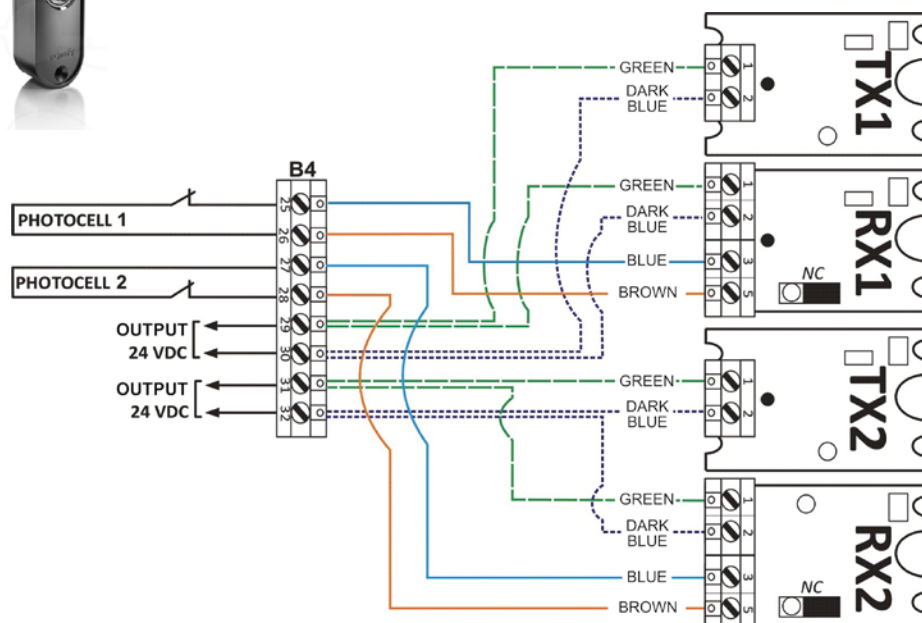 GREEN
DARK
BLUE
1
2
TX1
B4
PHOTOCELL 1
PHOTOCELL 2
OUTPUT
24 VDC
OUTPUT
24 VDC
25
26
27
28
29
30
31
32
GREEN
DARK
BLUE
BLUE
BROWN
1
2
3
5
NC
RX1
GREEN
DARK
BLUE
1
2
TX2
GREEN
DARK
BLUE
BLUE
BROWN
1
2
3
5
NC
RX2